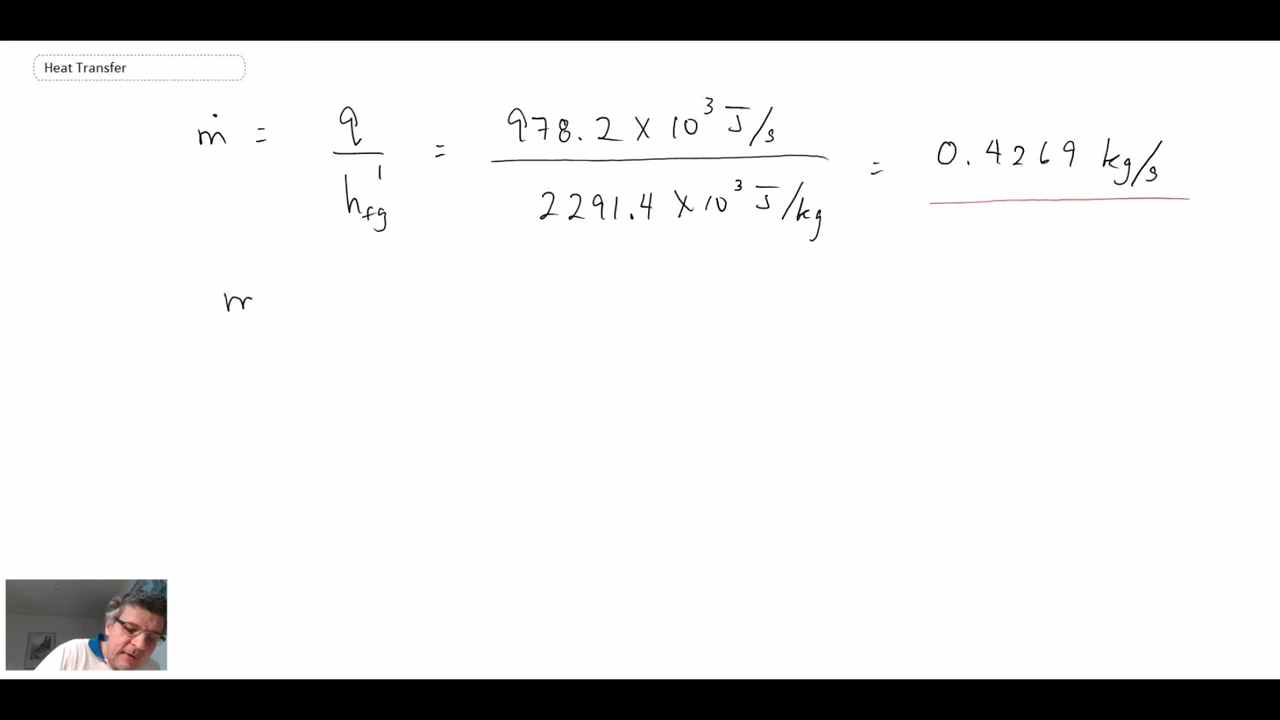 Heat Transfer
ṁ = q / h'fg = 978.2 × 10³ J/s / 2291.4 × 10³ J/kg = 0.4269 kg/s
m